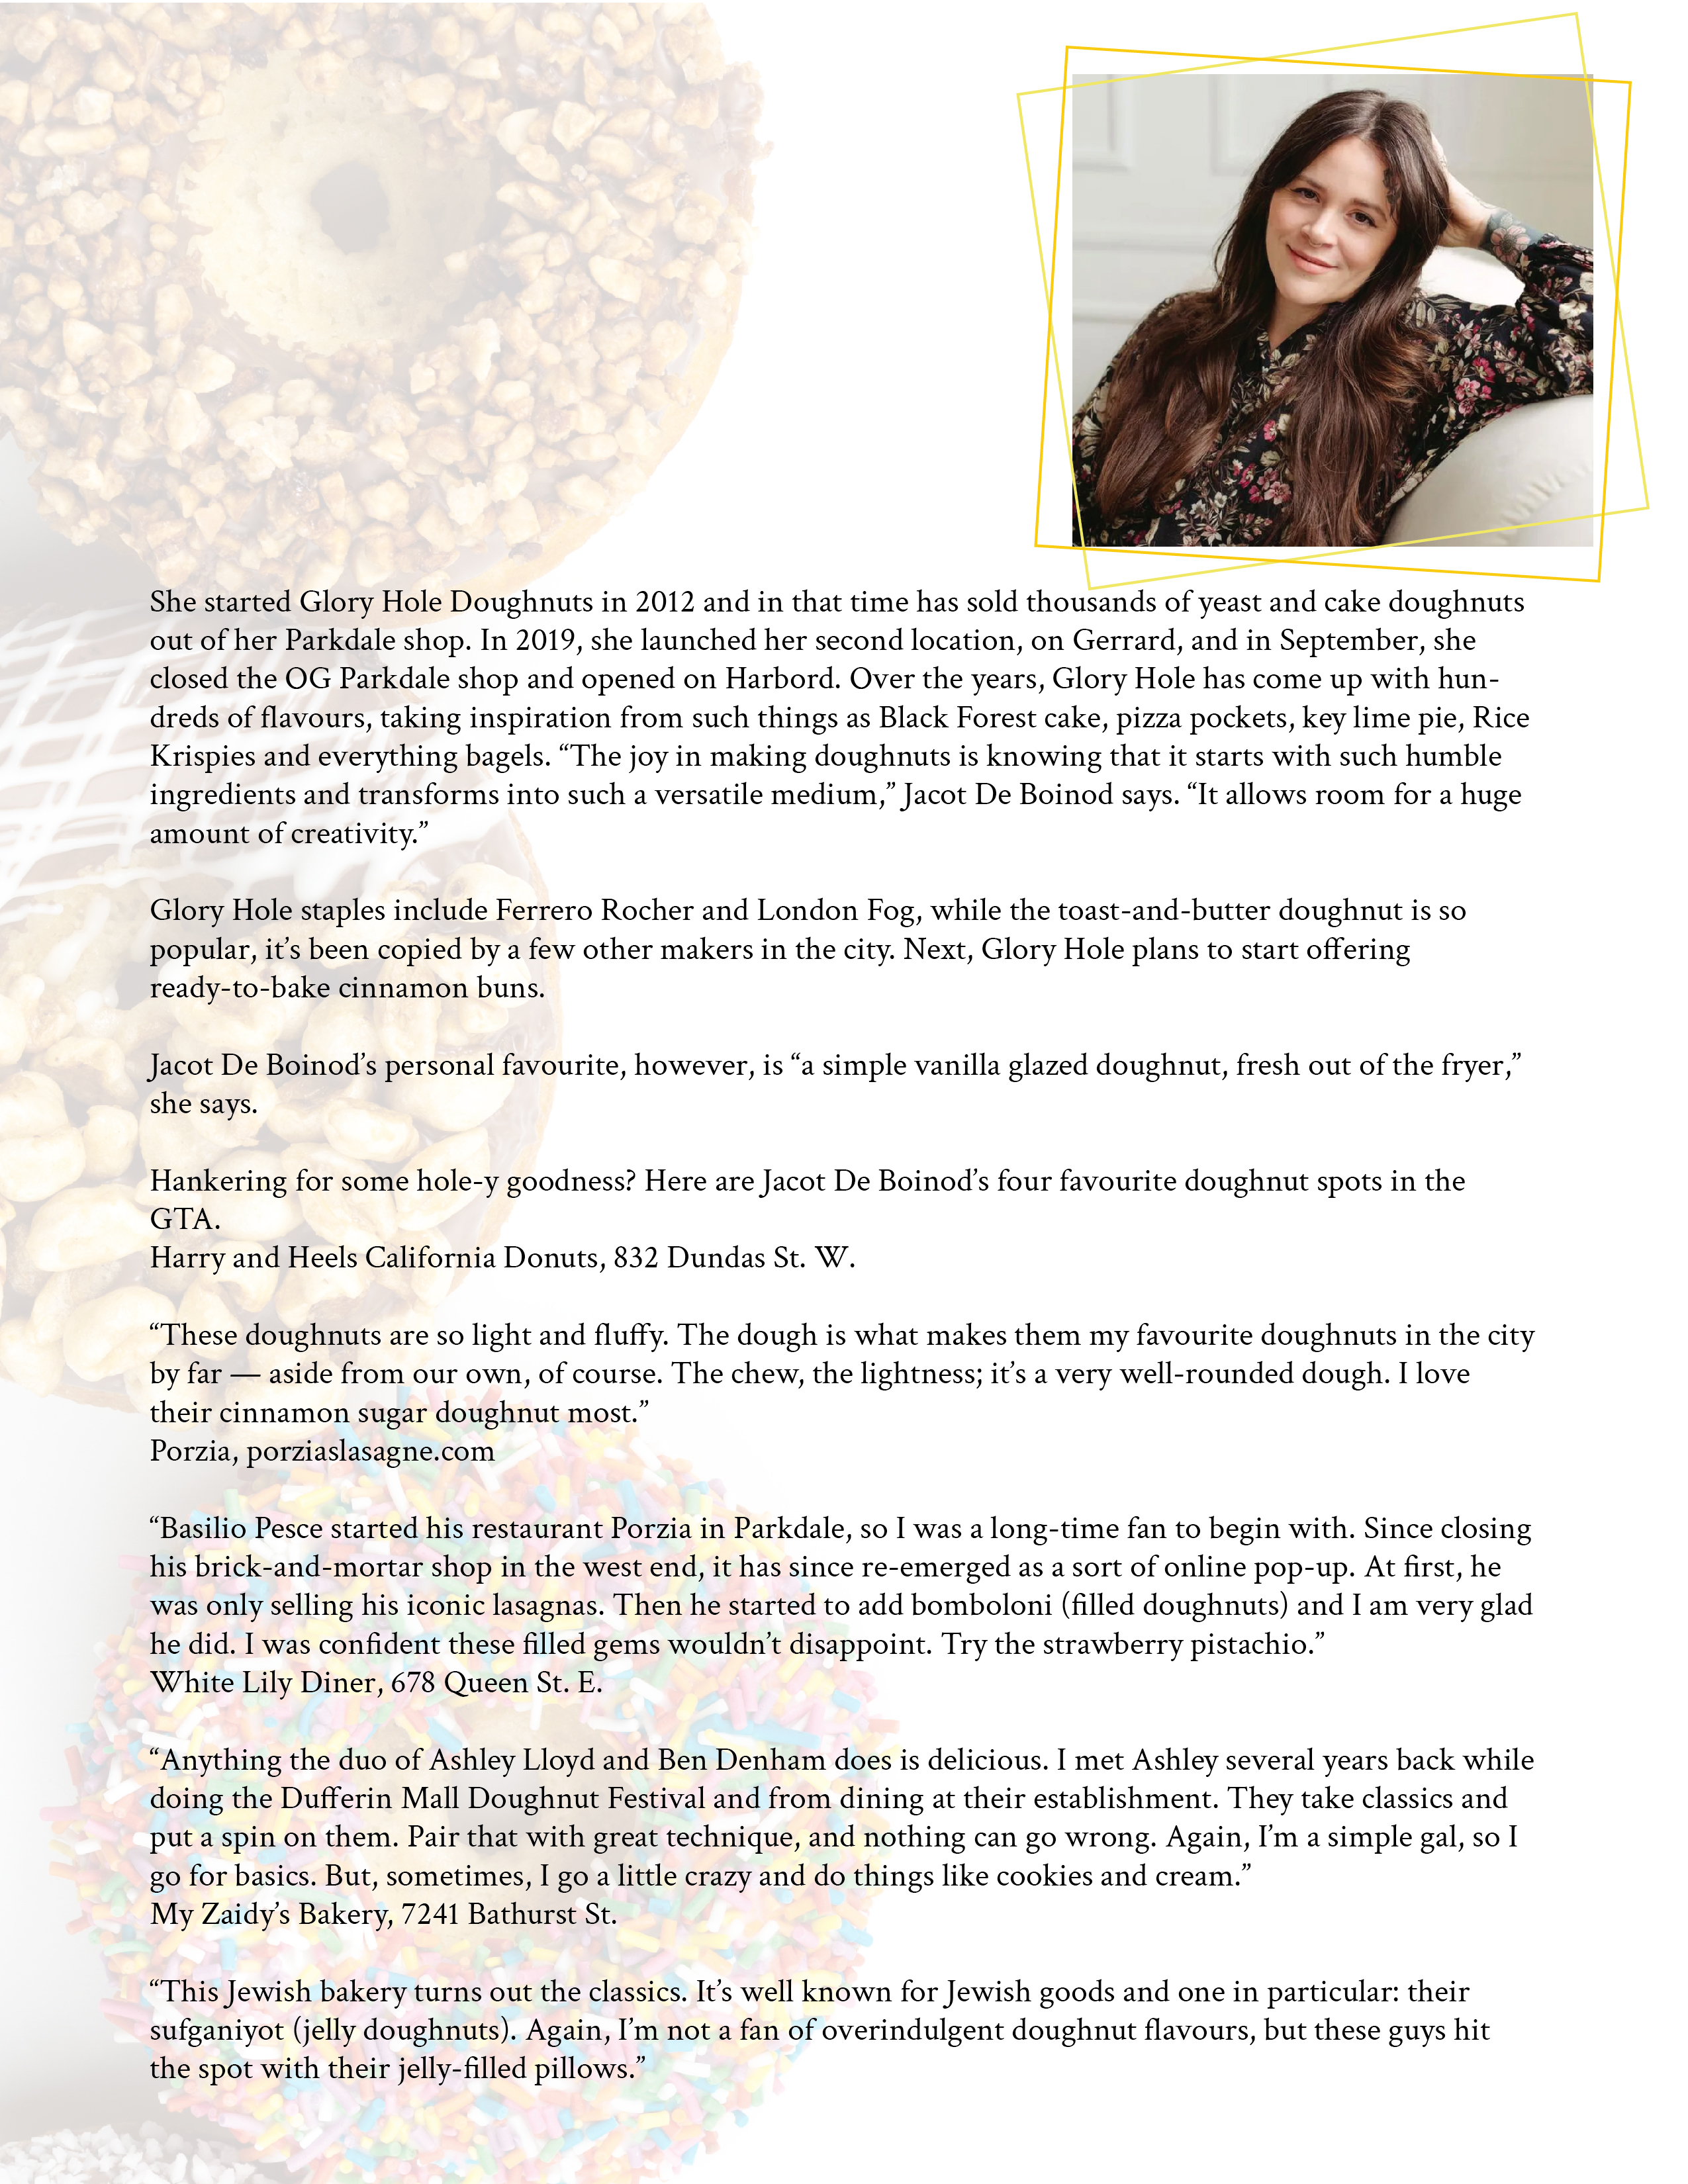 She started Glory Hole Doughnuts in 2012 and in that time has sold thousands of yeast and cake doughnuts
out of her Parkdale shop. In 2019, she launched her second location, on Gerrard, and in September, she
closed the OG Parkdale shop and opened on Harbord. Over the years, Glory Hole has come up with hun-
dreds of flavours, taking inspiration from such things as Black Forest cake, pizza pockets, key lime pie, Rice
Krispies and everything bagels. “The joy in making doughnuts is knowing that it starts with such humble
ingredients and transforms into such a versatile medium,” Jacot De Boinod says. “It allows room for a huge
amount of creativity.”
Glory Hole staples include Ferrero Rocher and London Fog, while the toast-and-butter doughnut is so
popular, it’s been copied by a few other makers in the city. Next, Glory Hole plans to start offering
ready-to-bake cinnamon buns.
Jacot De Boinod’s personal favourite, however, is “a simple vanilla glazed doughnut, fresh out of the fryer,”
she says.
Hankering for some hole-y goodness? Here are Jacot De Boinod’s four favourite doughnut spots in the
GTA.
Harry and Heels California Donuts, 832 Dundas St. W.
“These doughnuts are so light and fluffy. The dough is what makes them my favourite doughnuts in the city
by far — aside from our own, of course. The chew, the lightness; it’s a very well-rounded dough. I love
their cinnamon sugar doughnut most.”
Porzia, porziaslasagne.com
“Basilio Pesce started his restaurant Porzia in Parkdale, so I was a long-time fan to begin with. Since closing
his brick-and-mortar shop in the west end, it has since re-emerged as a sort of online pop-up. At first, he
was only selling his iconic lasagnas. Then he started to add bomboloni (filled doughnuts) and I am very glad
he did. I was confident these filled gems wouldn’t disappoint. Try the strawberry pistachio.”
White Lily Diner, 678 Queen St. E.
“Anything the duo of Ashley Lloyd and Ben Denham does is delicious. I met Ashley several years back while
doing the Dufferin Mall Doughnut Festival and from dining at their establishment. They take classics and
put a spin on them. Pair that with great technique, and nothing can go wrong. Again, I’m a simple gal, so I
go for basics. But, sometimes, I go a little crazy and do things like cookies and cream.”
My Zaidy’s Bakery, 7241 Bathurst St.
“This Jewish bakery turns out the classics. It’s well known for Jewish goods and one in particular: their
sufganiyot (jelly doughnuts). Again, I’m not a fan of overindulgent doughnut flavours, but these guys hit
the spot with their jelly-filled pillows.”